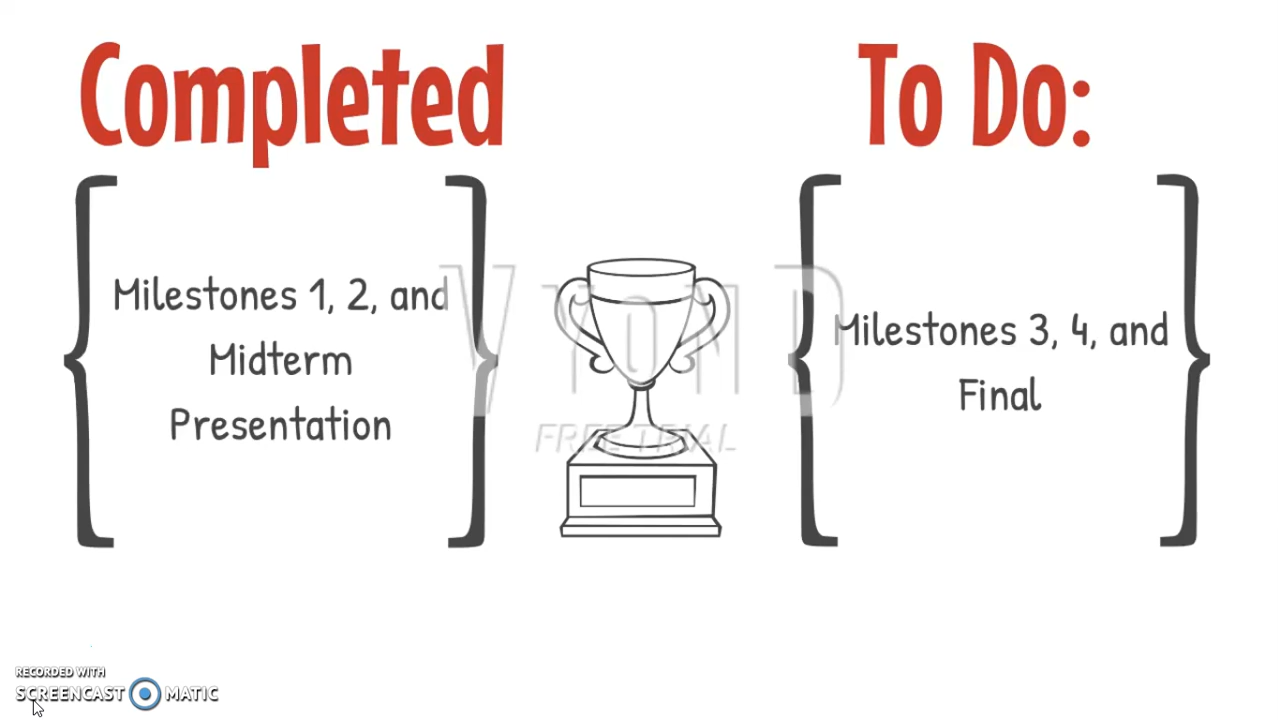 Completed
To Do:
Milestones 1, 2, and
Midterm
Presentation
Milestones 3, 4, and
Final
VYOND
FREE TRIAL
RECORDED WITH
SCREENCAST MATIC